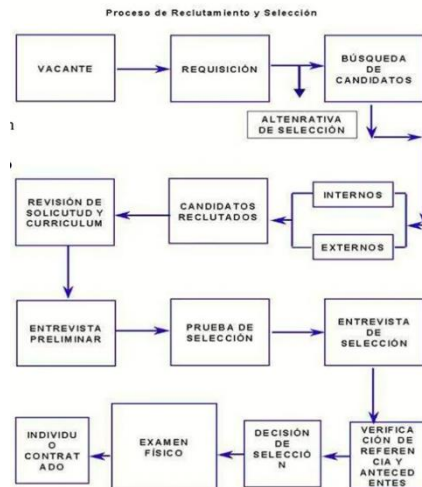 Proceso de Reclutamiento y Selección
VACANTE
REQUISICIÓN
BÚSQUEDA
DE
CANDIDATOS
ALTENRATIVA
DE SELECCIÓN
n
REVISIÓN DE
SOLICUTUD Y
CURRICULUM
CANDIDATOS
RECLUTADOS
INTERNOS
EXTERNOS
ENTREVISTA
PRELIMINAR
PRUEBA DE
SELECCIÓN
ENTREVISTA
DE
SELECCIÓN
INDIVIDU
O
CONTRAT
ADO
EXAMEN
FÍSICO
DECISIÓN
DE
SELECCIÓ
N
VERIFICA
CIÓN DE
REFEREN
CIA Y
ANTECED
ENTES